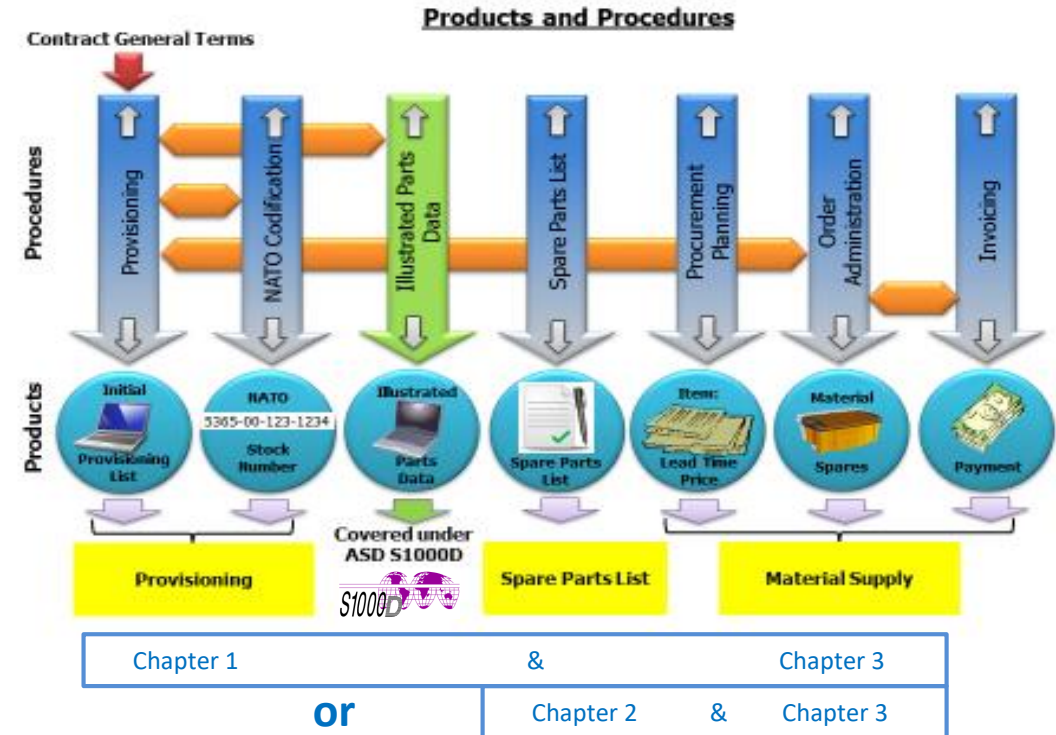 Products and Procedures
Contract General Terms
Procedures
Provisioning
NATO Codification
Illustrated Parts
Data
Spare Parts List
Procurement
Planning
Order
Administration
Invoicing
Products
Initial
Provisioning
List
NATO
5365-00-123-1234
Stock
Number
Illustrated
Parts
Data
Spare Parts
List
Item:
Lead Time
Price
Material
Spares
Payment
Covered under
ASD S1000D
S1000D
Provisioning
Spare Parts List
Material Supply
Chapter 1 & Chapter 3
or
Chapter 2 & Chapter 3